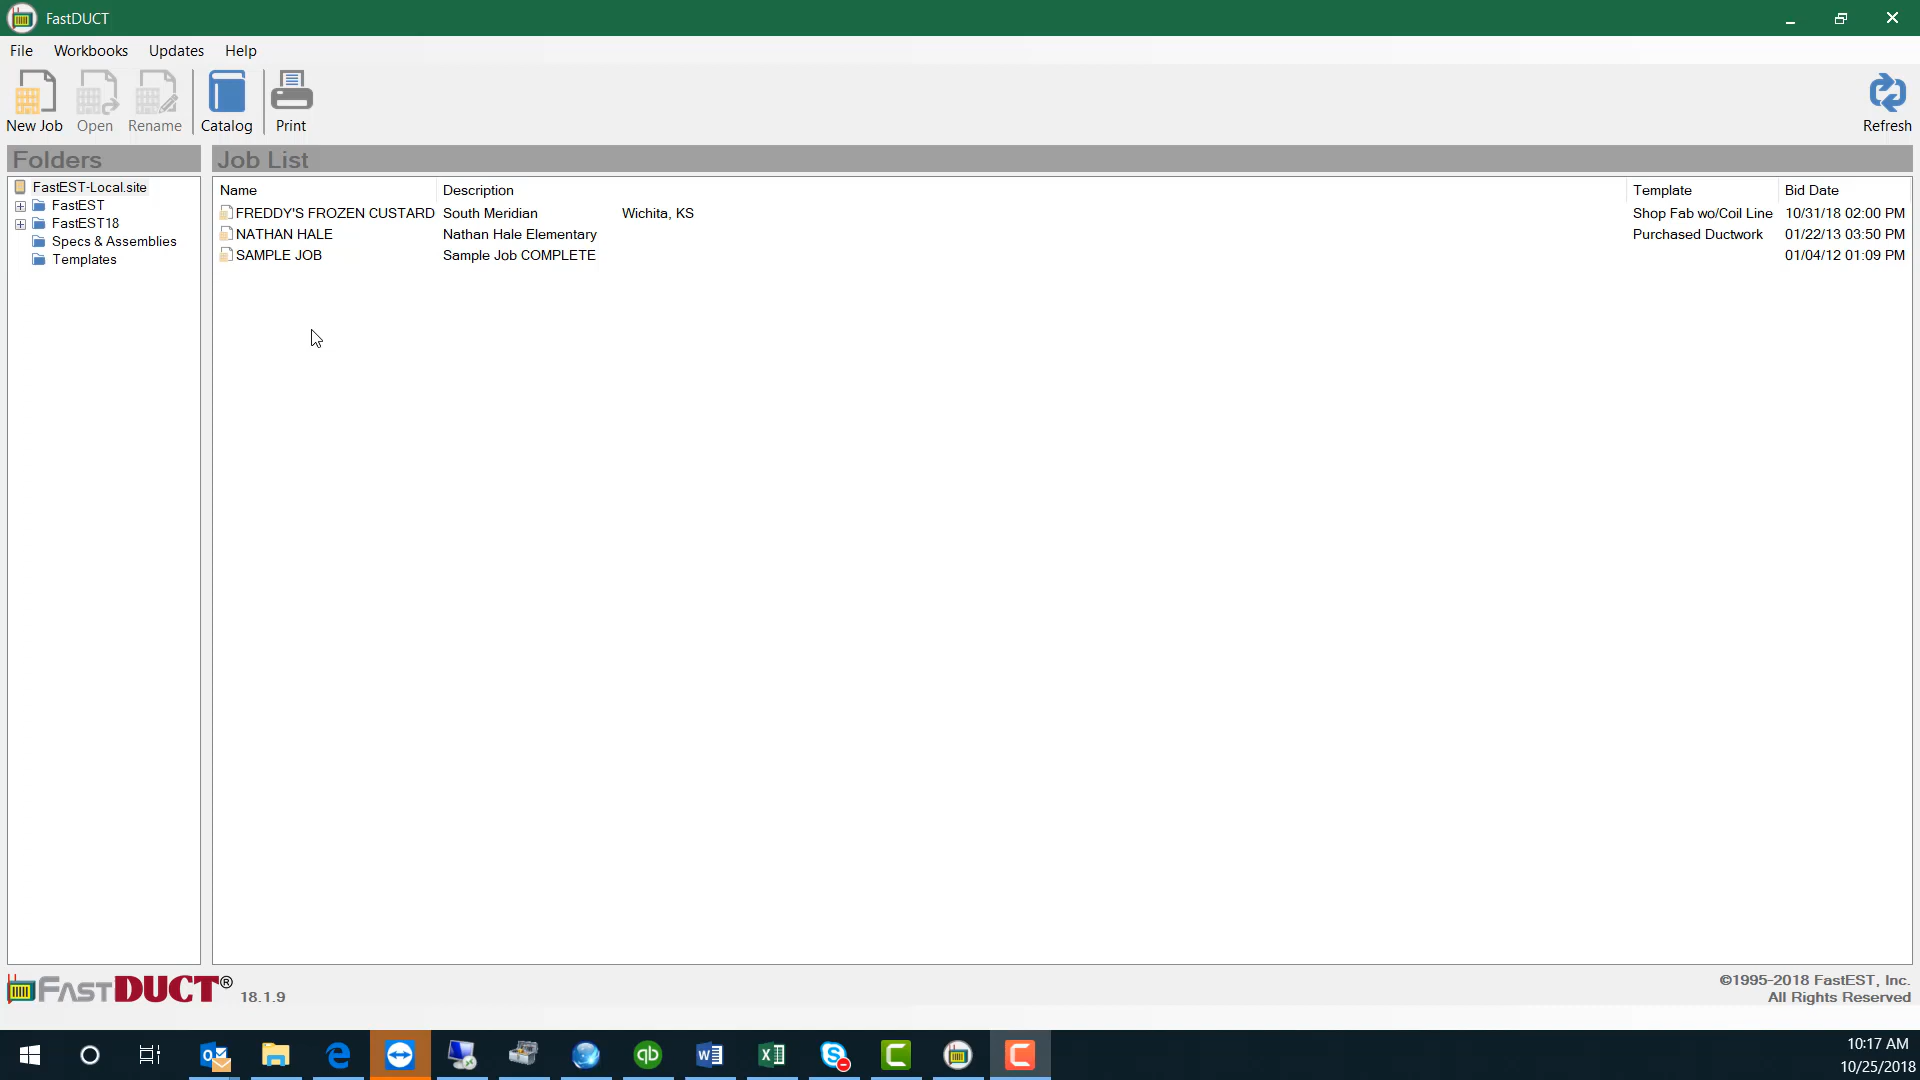 FastDUCT
File Workbooks Updates Help
New Job Open Rename Catalog Print Refresh
Folders Job List
FastEST-Local.site
FastEST
FastEST18
Specs & Assemblies
Templates
Name Description Template Bid Date
FREDDY'S FROZEN CUSTARD South Meridian Wichita, KS Shop Fab wo/Coil Line 10/31/18 02:00 PM
NATHAN HALE Nathan Hale Elementary Purchased Ductwork 01/22/13 03:50 PM
SAMPLE JOB Sample Job COMPLETE 01/04/12 01:09 PM
FASTDUCT® 18.1.9
©1995-2018 FastEST, Inc.
All Rights Reserved
10:17 AM
10/25/2018